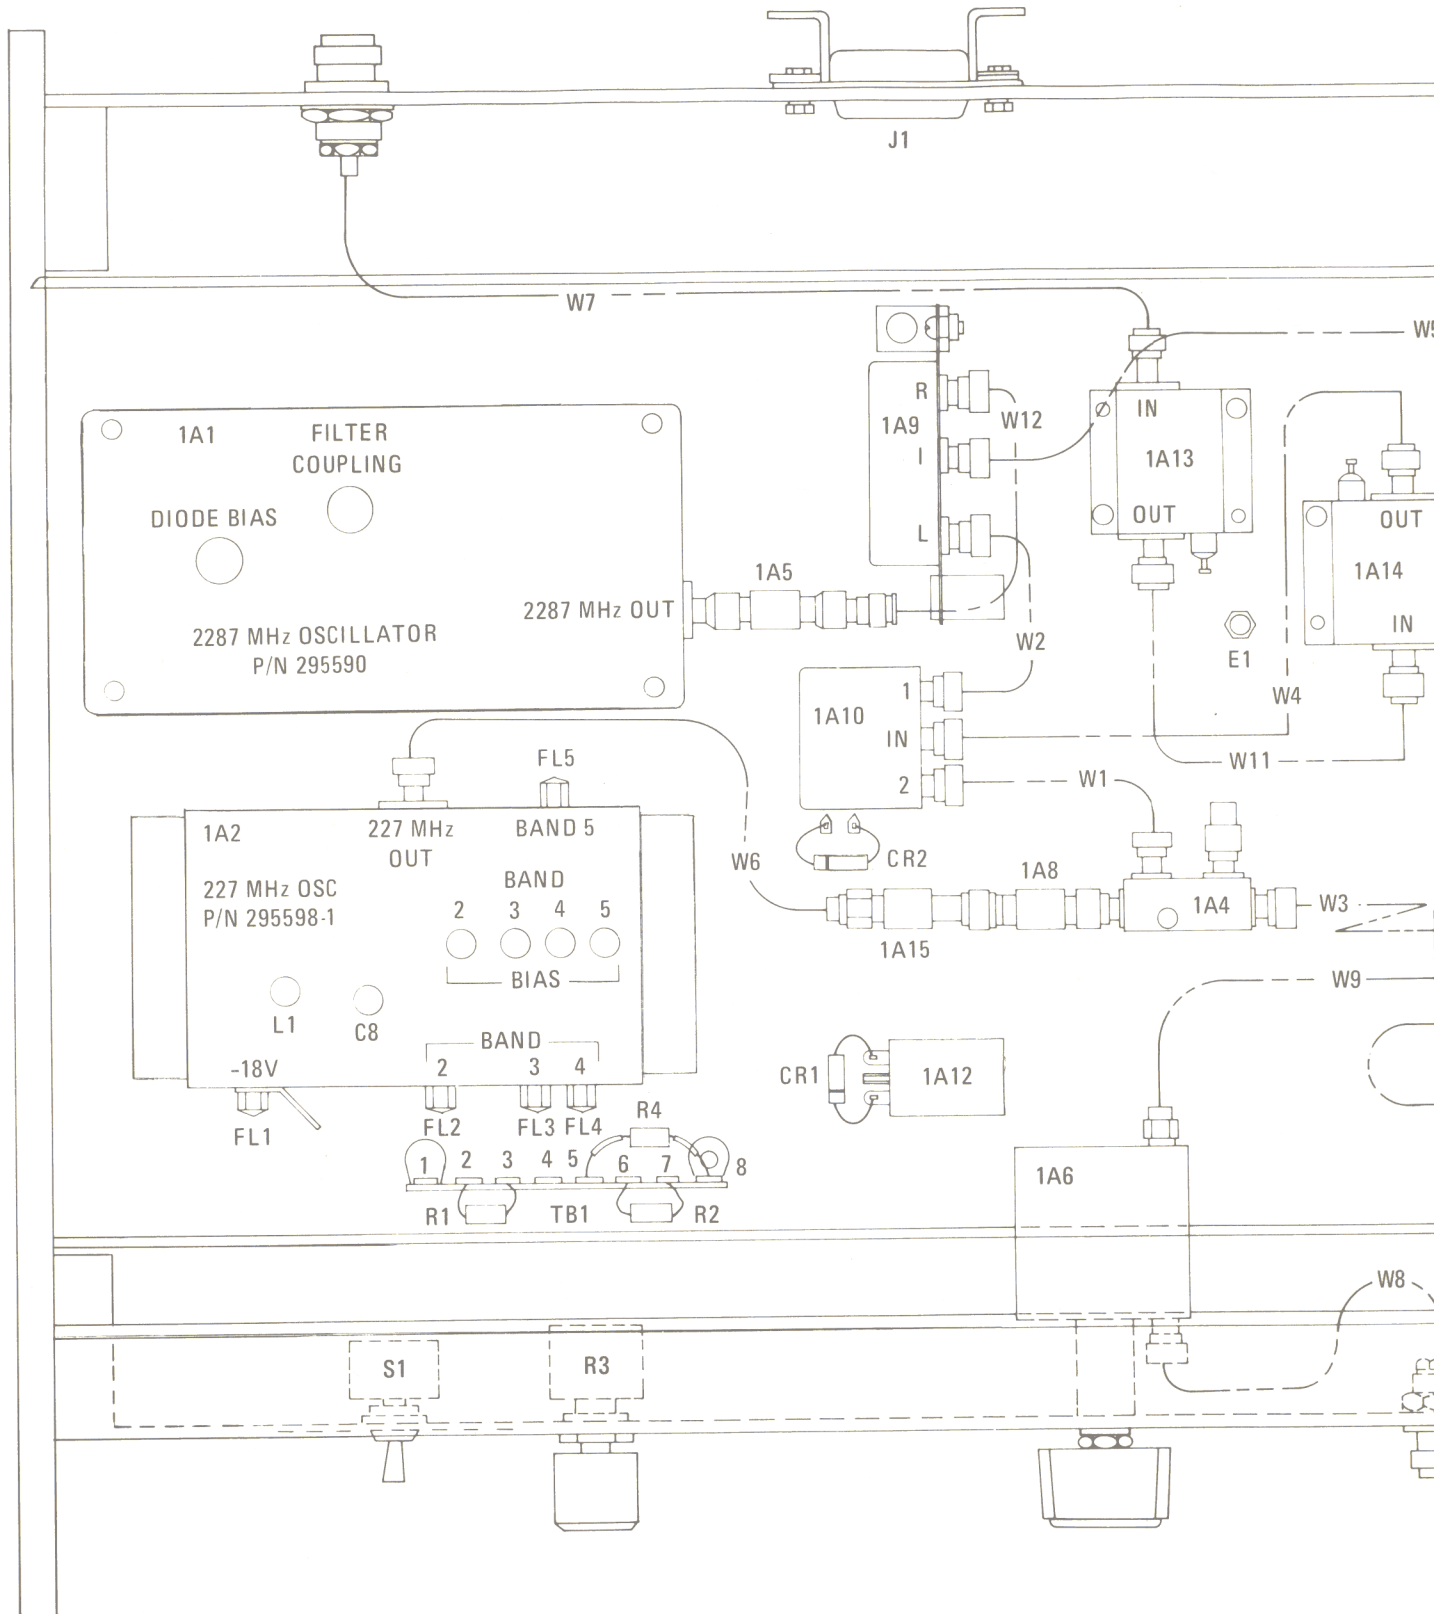 J1
W7
W5
R
1A9
W12
I
L
IN
1A13
OUT
OUT
1A14
IN
1A1
FILTER
COUPLING
DIODE BIAS
1A5
2287 MHz OUT
2287 MHz OSCILLATOR
P/N 295590
W2
E1
W4
1
1A10
IN
2
W11
W1
FL5
1A2
227 MHz
OUT
BAND 5
W6
CR2
1A8
227 MHz OSC
P/N 295598-1
BAND
2 3 4 5
BIAS
1A4
W3
1A15
W9
L1
C8
BAND
-18V
2 3 4
CR1
1A12
FL1
FL2
FL3
FL4
R4
1 2 3 4 5 6 7 8
R1
TB1
R2
1A6
W8
S1
R3